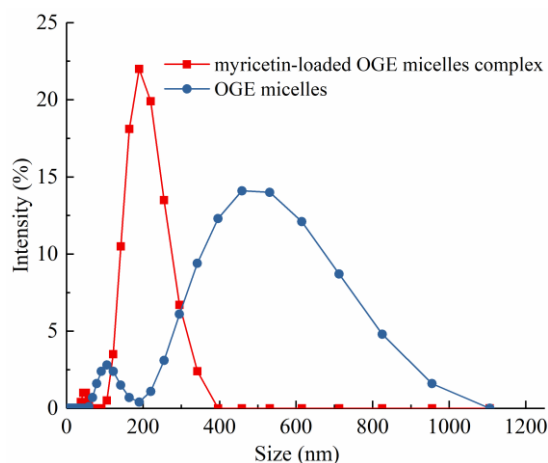 25
20
15
10
5
0
Intensity (%)
myricetin-loaded OGE micelles complex
OGE micelles
0 200 400 600 800 1000 1200
Size (nm)